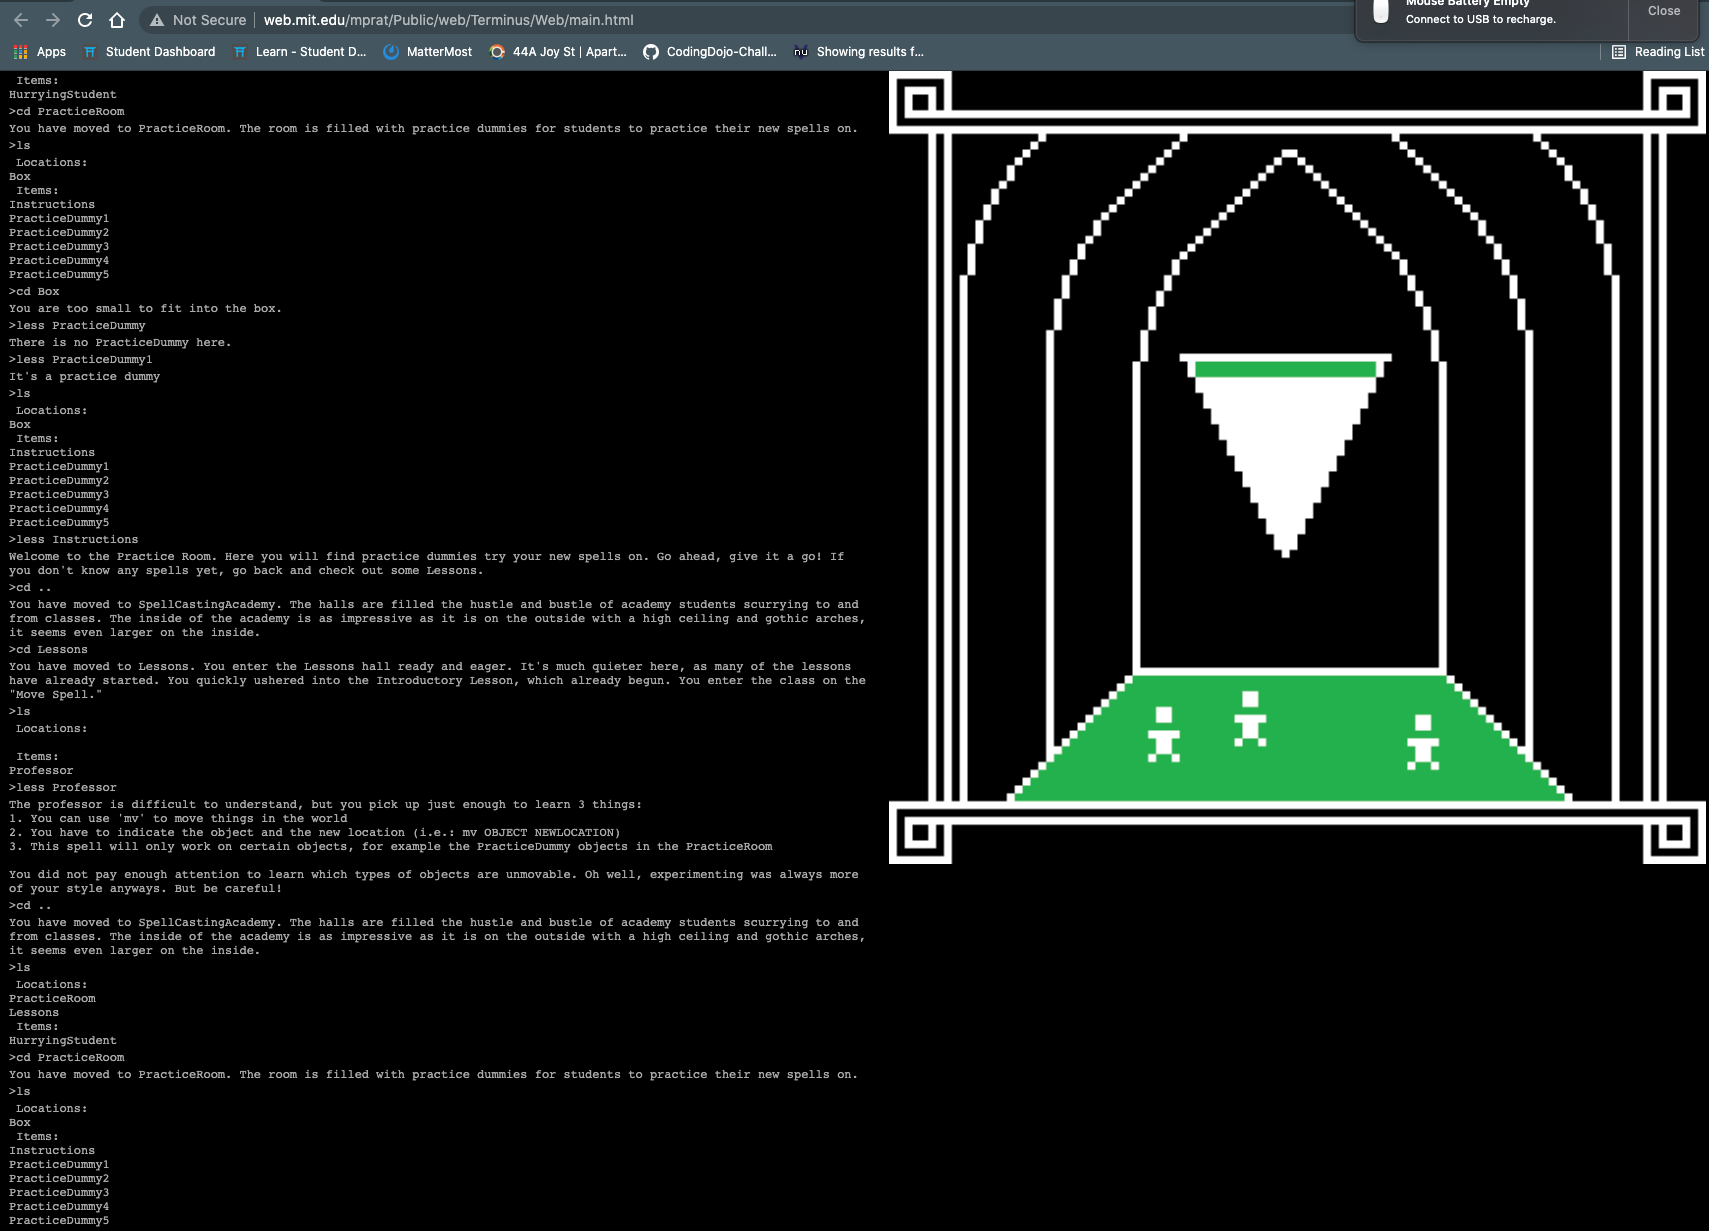 Not Secure | web.mit.edu/mprat/Public/web/Terminus/Web/main.html
Mouse Battery Empty
Connect to USB to recharge.
Close
Apps Student Dashboard Learn - Student D... MatterMost 44A Joy St | Apart... CodingDojo-Chall... nu Showing results f... Reading List
Items:
HurryingStudent
>cd PracticeRoom
You have moved to PracticeRoom. The room is filled with practice dummies for students to practice their new spells on.
>ls
Locations:
Box
Items:
Instructions
PracticeDummy1
PracticeDummy2
PracticeDummy3
PracticeDummy4
PracticeDummy5
>cd Box
You are too small to fit into the box.
>less PracticeDummy
There is no PracticeDummy here.
>less PracticeDummy1
It's a practice dummy
>ls
Locations:
Box
Items:
Instructions
PracticeDummy1
PracticeDummy2
PracticeDummy3
PracticeDummy4
PracticeDummy5
>less Instructions
Welcome to the Practice Room. Here you will find practice dummies try your new spells on. Go ahead, give it a go! If
you don't know any spells yet, go back and check out some Lessons.
>cd ..
You have moved to SpellCastingAcademy. The halls are filled the hustle and bustle of academy students scurrying to and
from classes. The inside of the academy is as impressive as it is on the outside with a high ceiling and gothic arches,
it seems even larger on the inside.
>cd Lessons
You have moved to Lessons. You enter the Lessons hall ready and eager. It's much quieter here, as many of the lessons
have already started. You quickly ushered into the Introductory Lesson, which already begun. You enter the class on the
"Move Spell."
>ls
Locations:
Items:
Professor
>less Professor
The professor is difficult to understand, but you pick up just enough to learn 3 things:
1. You can use 'mv' to move things in the world
2. You have to indicate the object and the new location (i.e.: mv OBJECT NEWLOCATION)
3. This spell will only work on certain objects, for example the PracticeDummy objects in the PracticeRoom
You did not pay enough attention to learn which types of objects are unmovable. Oh well, experimenting was always more
of your style anyways. But be careful!
>cd ..
You have moved to SpellCastingAcademy. The halls are filled the hustle and bustle of academy students scurrying to and
from classes. The inside of the academy is as impressive as it is on the outside with a high ceiling and gothic arches,
it seems even larger on the inside.
>ls
Locations:
PracticeRoom
Lessons
Items:
HurryingStudent
>cd PracticeRoom
You have moved to PracticeRoom. The room is filled with practice dummies for students to practice their new spells on.
>ls
Locations:
Box
Items:
Instructions
PracticeDummy1
PracticeDummy2
PracticeDummy3
PracticeDummy4
PracticeDummy5